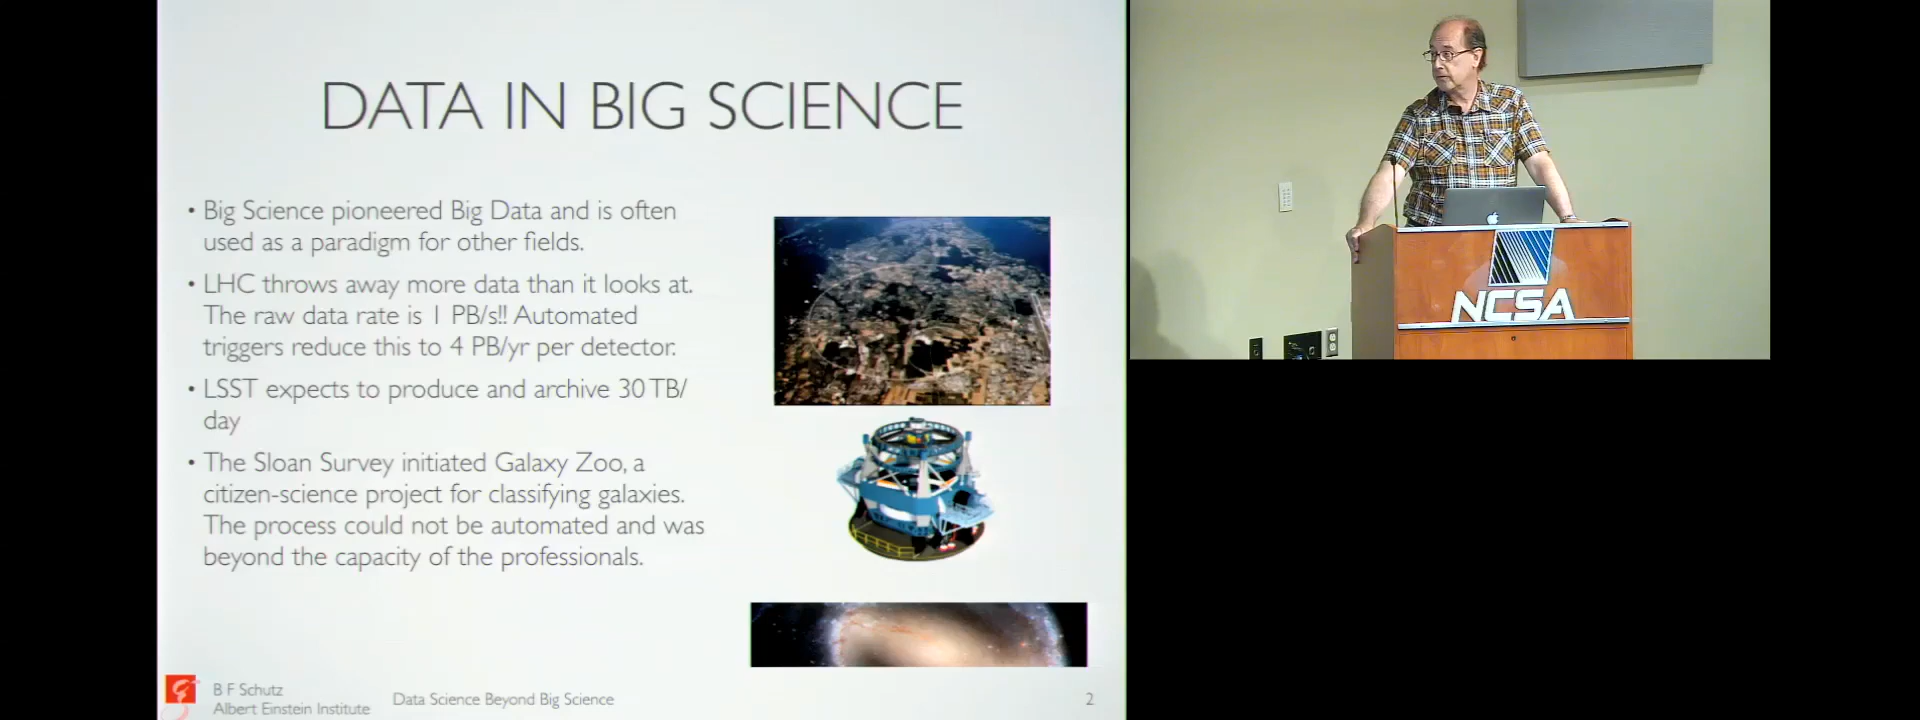 DATA IN BIG SCIENCE
• Big Science pioneered Big Data and is often
used as a paradigm for other fields.
• LHC throws away more data than it looks at.
The raw data rate is 1 PB/s!! Automated
triggers reduce this to 4 PB/yr per detector.
• LSST expects to produce and archive 30 TB/
day
• The Sloan Survey initiated Galaxy Zoo, a
citizen-science project for classifying galaxies.
The process could not be automated and was
beyond the capacity of the professionals.
B F Schutz
Albert Einstein Institute
Data Science Beyond Big Science
2
NCSA